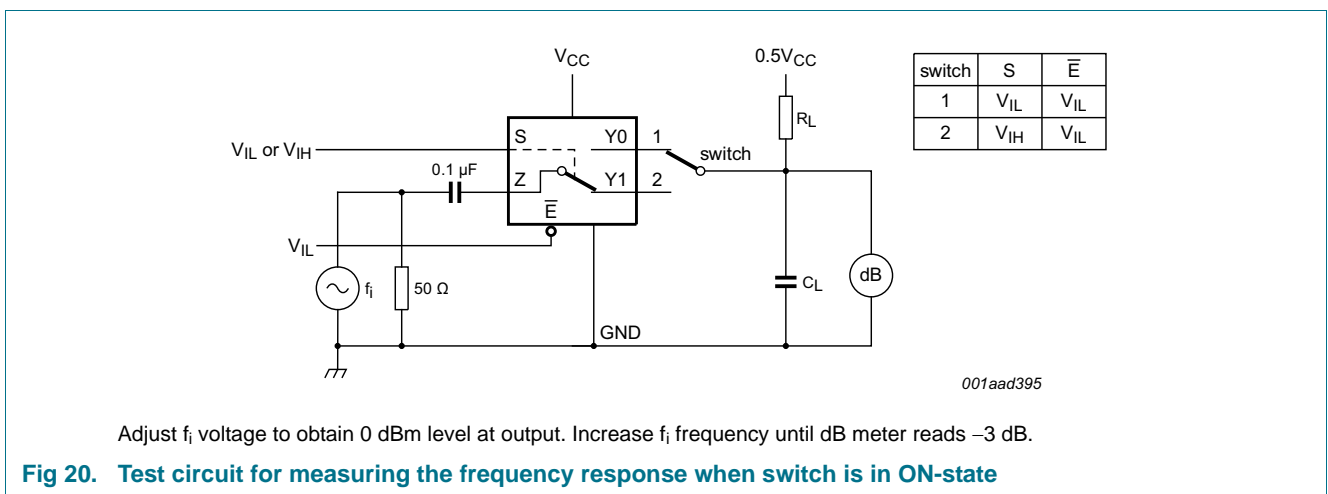 V_CC
0.5V_CC
switch S E̅
1 V_IL V_IL
2 V_IH V_IL
R_L
V_IL or V_IH
S Y0 1
switch
0.1 μF
Z Y1 2
E̅
V_IL
f_i 50 Ω
C_L dB
GND
001aad395
Adjust f_i voltage to obtain 0 dBm level at output. Increase f_i frequency until dB meter reads −3 dB.
Fig 20. Test circuit for measuring the frequency response when switch is in ON-state